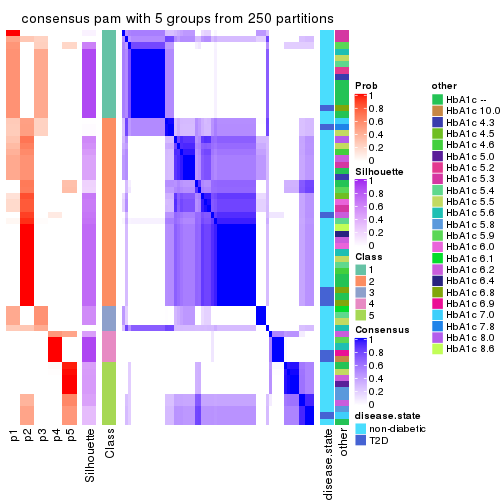 consensus pam with 5 groups from 250 partitions
Prob
1
0.8
0.6
0.4
0.2
0
Silhouette
1
0.8
0.6
0.4
0.2
0
Class
1
2
3
4
5
Consensus
1
0.8
0.6
0.4
0.2
0
disease.state
non-diabetic
T2D
other
HbA1c --
HbA1c 10.0
HbA1c 4.3
HbA1c 4.5
HbA1c 4.6
HbA1c 5.0
HbA1c 5.2
HbA1c 5.3
HbA1c 5.4
HbA1c 5.5
HbA1c 5.6
HbA1c 5.8
HbA1c 5.9
HbA1c 6.0
HbA1c 6.1
HbA1c 6.2
HbA1c 6.4
HbA1c 6.8
HbA1c 6.9
HbA1c 7.0
HbA1c 7.8
HbA1c 8.0
HbA1c 8.6
p1
p2
p3
p4
p5
Silhouette
Class
disease.state
other